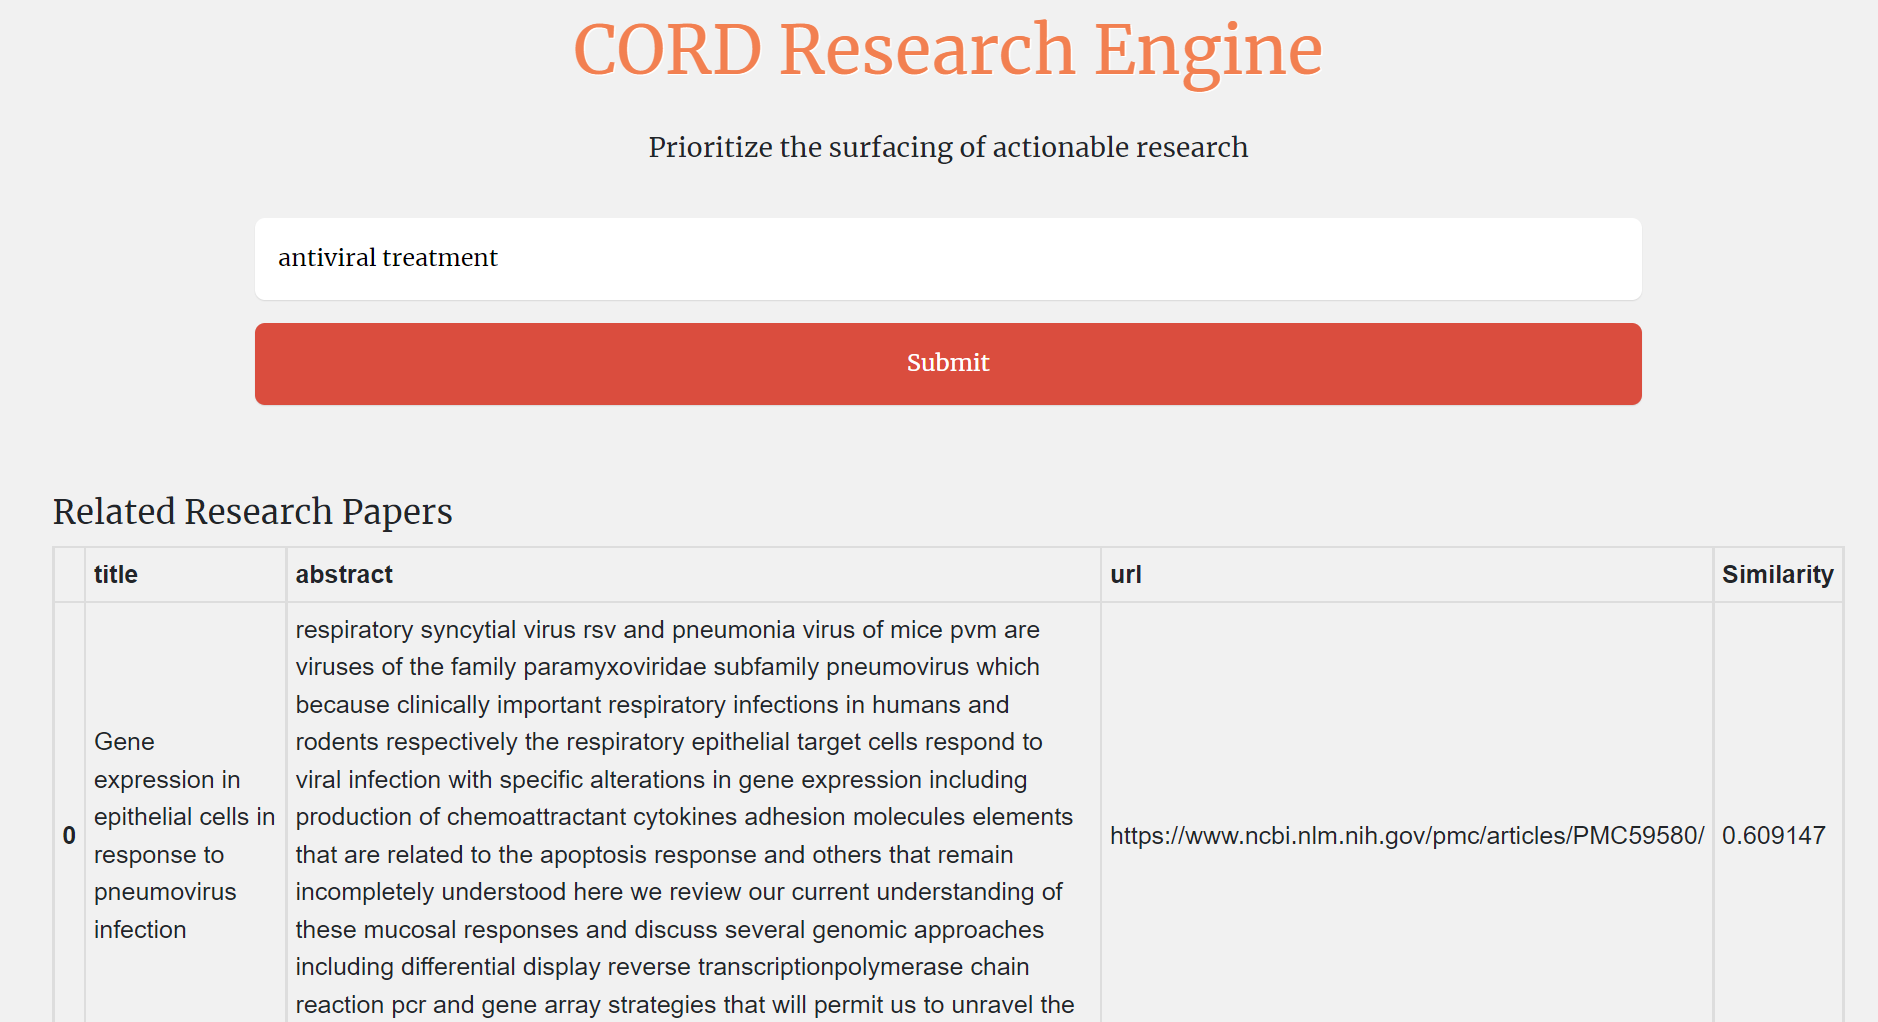 CORD Research Engine
Prioritize the surfacing of actionable research
antiviral treatment
Submit
Related Research Papers
title abstract url Similarity
0
Gene
expression in
epithelial cells in
response to
pneumovirus
infection
respiratory syncytial virus rsv and pneumonia virus of mice pvm are
viruses of the family paramyxoviridae subfamily pneumovirus which
because clinically important respiratory infections in humans and
rodents respectively the respiratory epithelial target cells respond to
viral infection with specific alterations in gene expression including
production of chemoattractant cytokines adhesion molecules elements
that are related to the apoptosis response and others that remain
incompletely understood here we review our current understanding of
these mucosal responses and discuss several genomic approaches
including differential display reverse transcriptionpolymerase chain
reaction pcr and gene array strategies that will permit us to unravel the
https://www.ncbi.nlm.nih.gov/pmc/articles/PMC59580/
0.609147